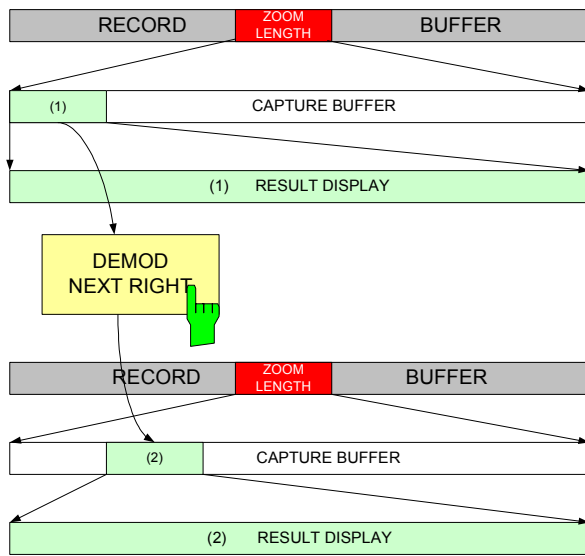 RECORD ZOOM LENGTH BUFFER
(1) CAPTURE BUFFER
(1) RESULT DISPLAY
DEMOD
NEXT RIGHT
RECORD ZOOM LENGTH BUFFER
(2) CAPTURE BUFFER
(2) RESULT DISPLAY